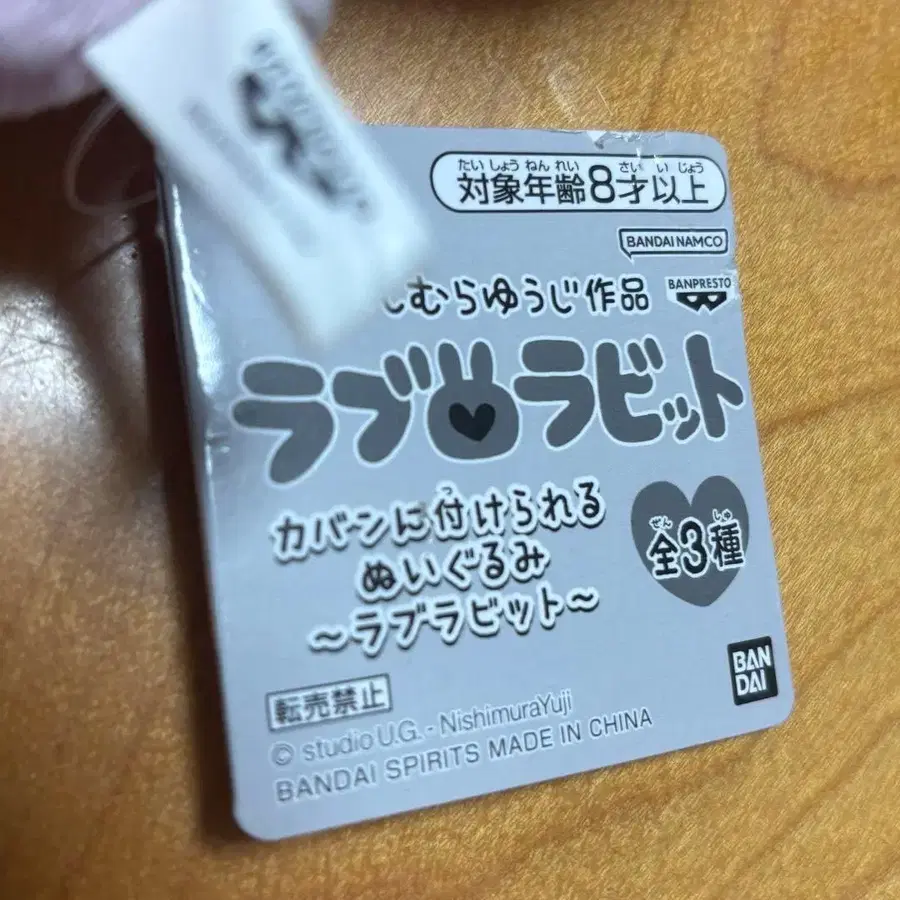 たいしょうねんれい さいいじょう
対象年齢8才以上
BANDAI NAMCO
しむらゆうじ作品
BANPRESTO
ラブラビット
カバンに付けられる
ぬいぐるみ
～ラブラビット～
ぜん しゅ
全3種
BAN
DAI
転売禁止
© studio U.G. - NishimuraYuji
BANDAI SPIRITS MADE IN CHINA